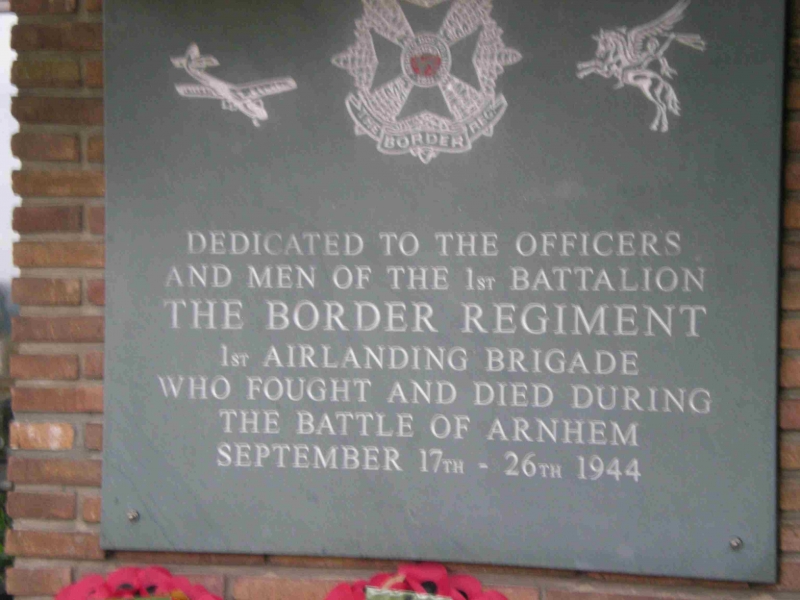 THE BORDER REGT
DEDICATED TO THE OFFICERS
AND MEN OF THE 1ST BATTALION
THE BORDER REGIMENT
1ST AIRLANDING BRIGADE
WHO FOUGHT AND DIED DURING
THE BATTLE OF ARNHEM
SEPTEMBER 17TH - 26TH 1944